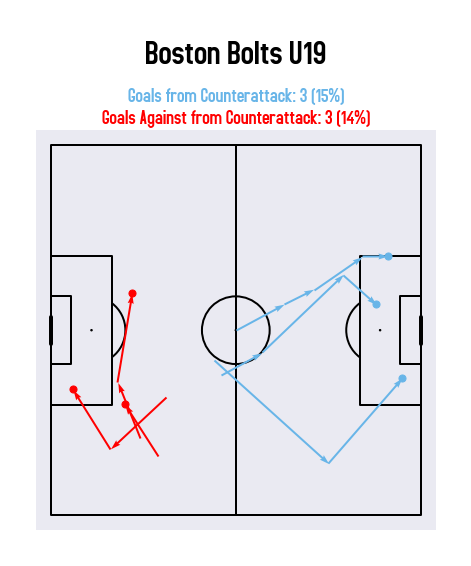 Boston Bolts U19
Goals from Counterattack: 3 (15%)
Goals Against from Counterattack: 3 (14%)